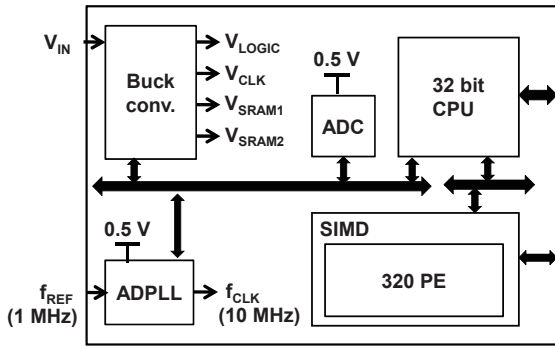 V_IN
Buck
conv.
V_LOGIC
V_CLK
V_SRAM1
V_SRAM2
0.5 V
ADC
32 bit
CPU
0.5 V
ADPLL
f_REF
(1 MHz)
f_CLK
(10 MHz)
SIMD
320 PE